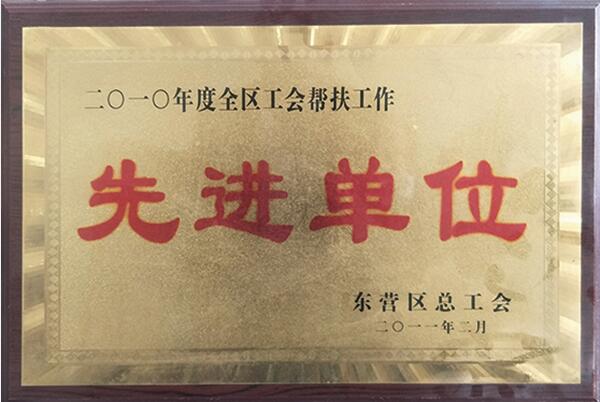 二〇一〇年度全区工会帮扶工作
先进单位
东营区总工会
二〇一一年二月